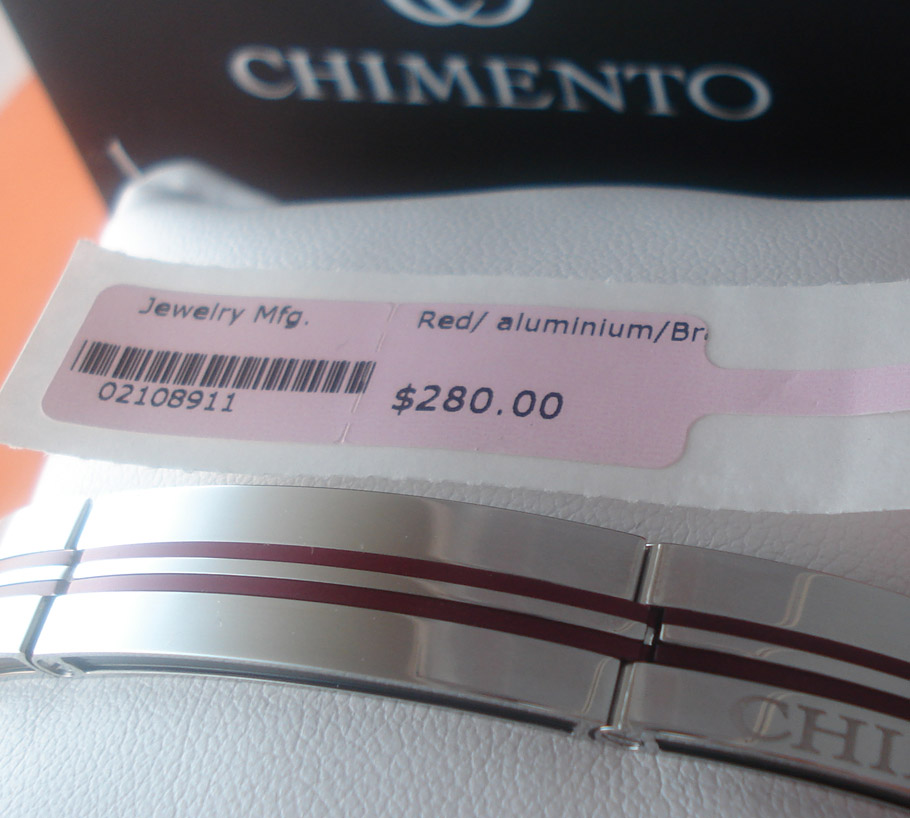 CHIMENTO
Jewelry Mfg.
02108911
Red/ aluminium/Br
$280.00
CHI